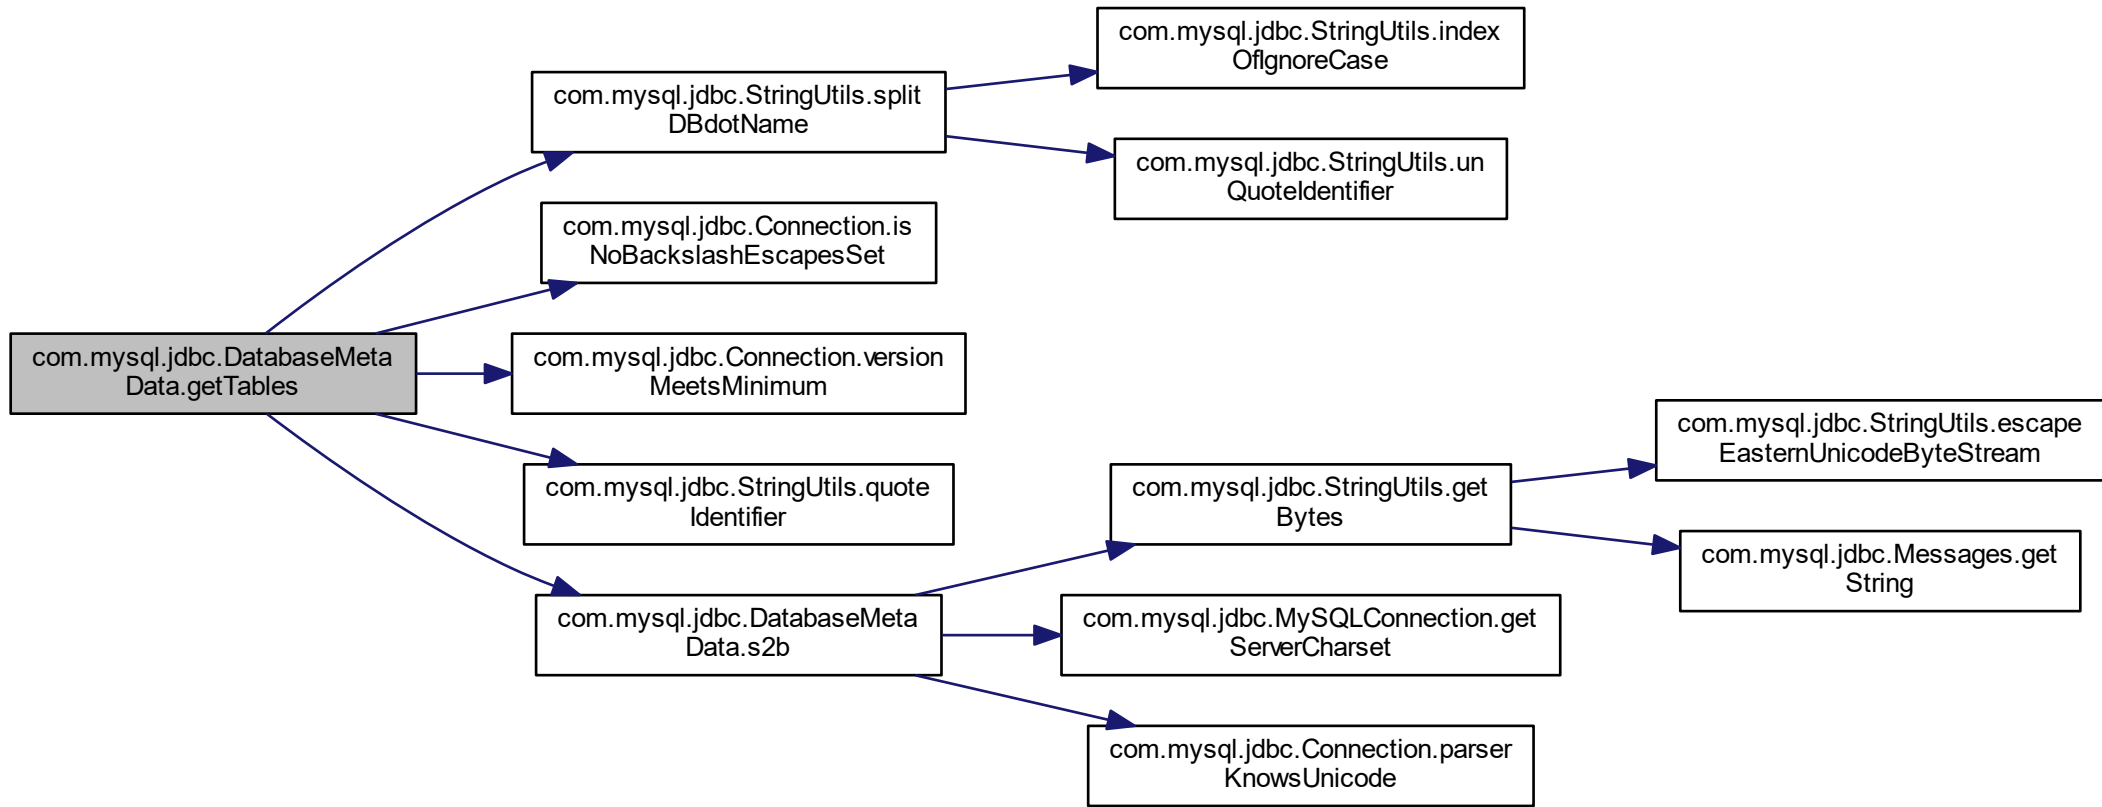 com.mysql.jdbc.DatabaseMeta
Data.getTables
com.mysql.jdbc.StringUtils.split
DBdotName
com.mysql.jdbc.StringUtils.index
OfIgnoreCase
com.mysql.jdbc.StringUtils.un
QuoteIdentifier
com.mysql.jdbc.Connection.is
NoBackslashEscapesSet
com.mysql.jdbc.Connection.version
MeetsMinimum
com.mysql.jdbc.StringUtils.quote
Identifier
com.mysql.jdbc.DatabaseMeta
Data.s2b
com.mysql.jdbc.StringUtils.get
Bytes
com.mysql.jdbc.StringUtils.escape
EasternUnicodeByteStream
com.mysql.jdbc.Messages.get
String
com.mysql.jdbc.MySQLConnection.get
ServerCharset
com.mysql.jdbc.Connection.parser
KnowsUnicode